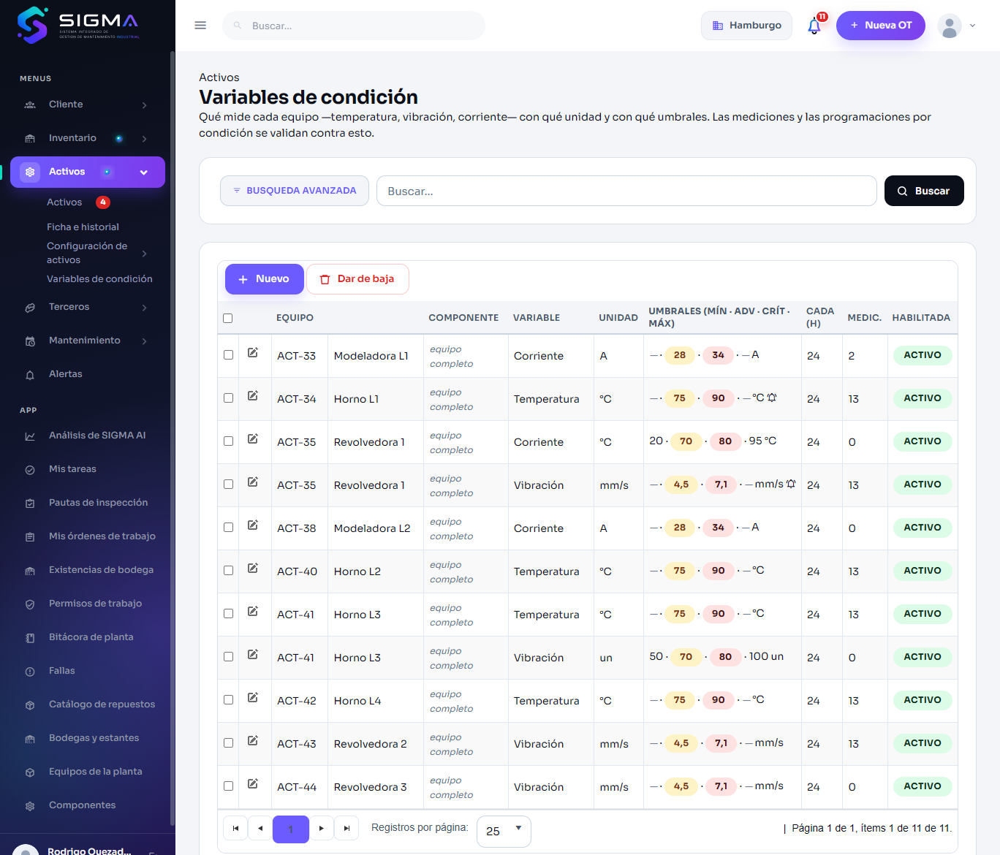 SIGMA
SISTEMA INTEGRADO DE
GESTION DE MANTENIMIENTO INDUSTRIAL
Buscar...
Hamburgo
11
+ Nueva OT
MENUS
Cliente
Inventario
Activos
Activos 4
Ficha e historial
Configuración de
activos
Variables de condición
Terceros
Mantenimiento
Alertas
APP
Análisis de SIGMA AI
Mis tareas
Pautas de inspección
Mis órdenes de trabajo
Existencias de bodega
Permisos de trabajo
Bitácora de planta
Fallas
Catálogo de repuestos
Bodegas y estantes
Equipos de la planta
Componentes
Rodrigo Quezad...
Activos
Variables de condición
Qué mide cada equipo —temperatura, vibración, corriente— con qué unidad y con qué umbrales. Las mediciones y las programaciones por
condición se validan contra esto.
BUSQUEDA AVANZADA
Buscar...
Buscar
+ Nuevo
Dar de baja
EQUIPO COMPONENTE VARIABLE UNIDAD UMBRALES (MÍN · ADV · CRÍT · MÁX) CADA (H) MEDIC. HABILITADA
ACT-33 Modeladora L1 equipo completo Corriente A — · 28 · 34 · — A 24 2 ACTIVO
ACT-34 Horno L1 equipo completo Temperatura °C — · 75 · 90 · — °C 24 13 ACTIVO
ACT-35 Revolvedora 1 equipo completo Corriente °C 20 · 70 · 80 · 95 °C 24 0 ACTIVO
ACT-35 Revolvedora 1 equipo completo Vibración mm/s — · 4,5 · 7,1 · — mm/s 24 13 ACTIVO
ACT-38 Modeladora L2 equipo completo Corriente A — · 28 · 34 · — A 24 0 ACTIVO
ACT-40 Horno L2 equipo completo Temperatura °C — · 75 · 90 · — °C 24 13 ACTIVO
ACT-41 Horno L3 equipo completo Temperatura °C — · 75 · 90 · — °C 24 13 ACTIVO
ACT-41 Horno L3 equipo completo Vibración un 50 · 70 · 80 · 100 un 24 0 ACTIVO
ACT-42 Horno L4 equipo completo Temperatura °C — · 75 · 90 · — °C 24 13 ACTIVO
ACT-43 Revolvedora 2 equipo completo Vibración mm/s — · 4,5 · 7,1 · — mm/s 24 13 ACTIVO
ACT-44 Revolvedora 3 equipo completo Vibración mm/s — · 4,5 · 7,1 · — mm/s 24 0 ACTIVO
1 Registros por página: 25 | Página 1 de 1, ítems 1 de 11 de 11.